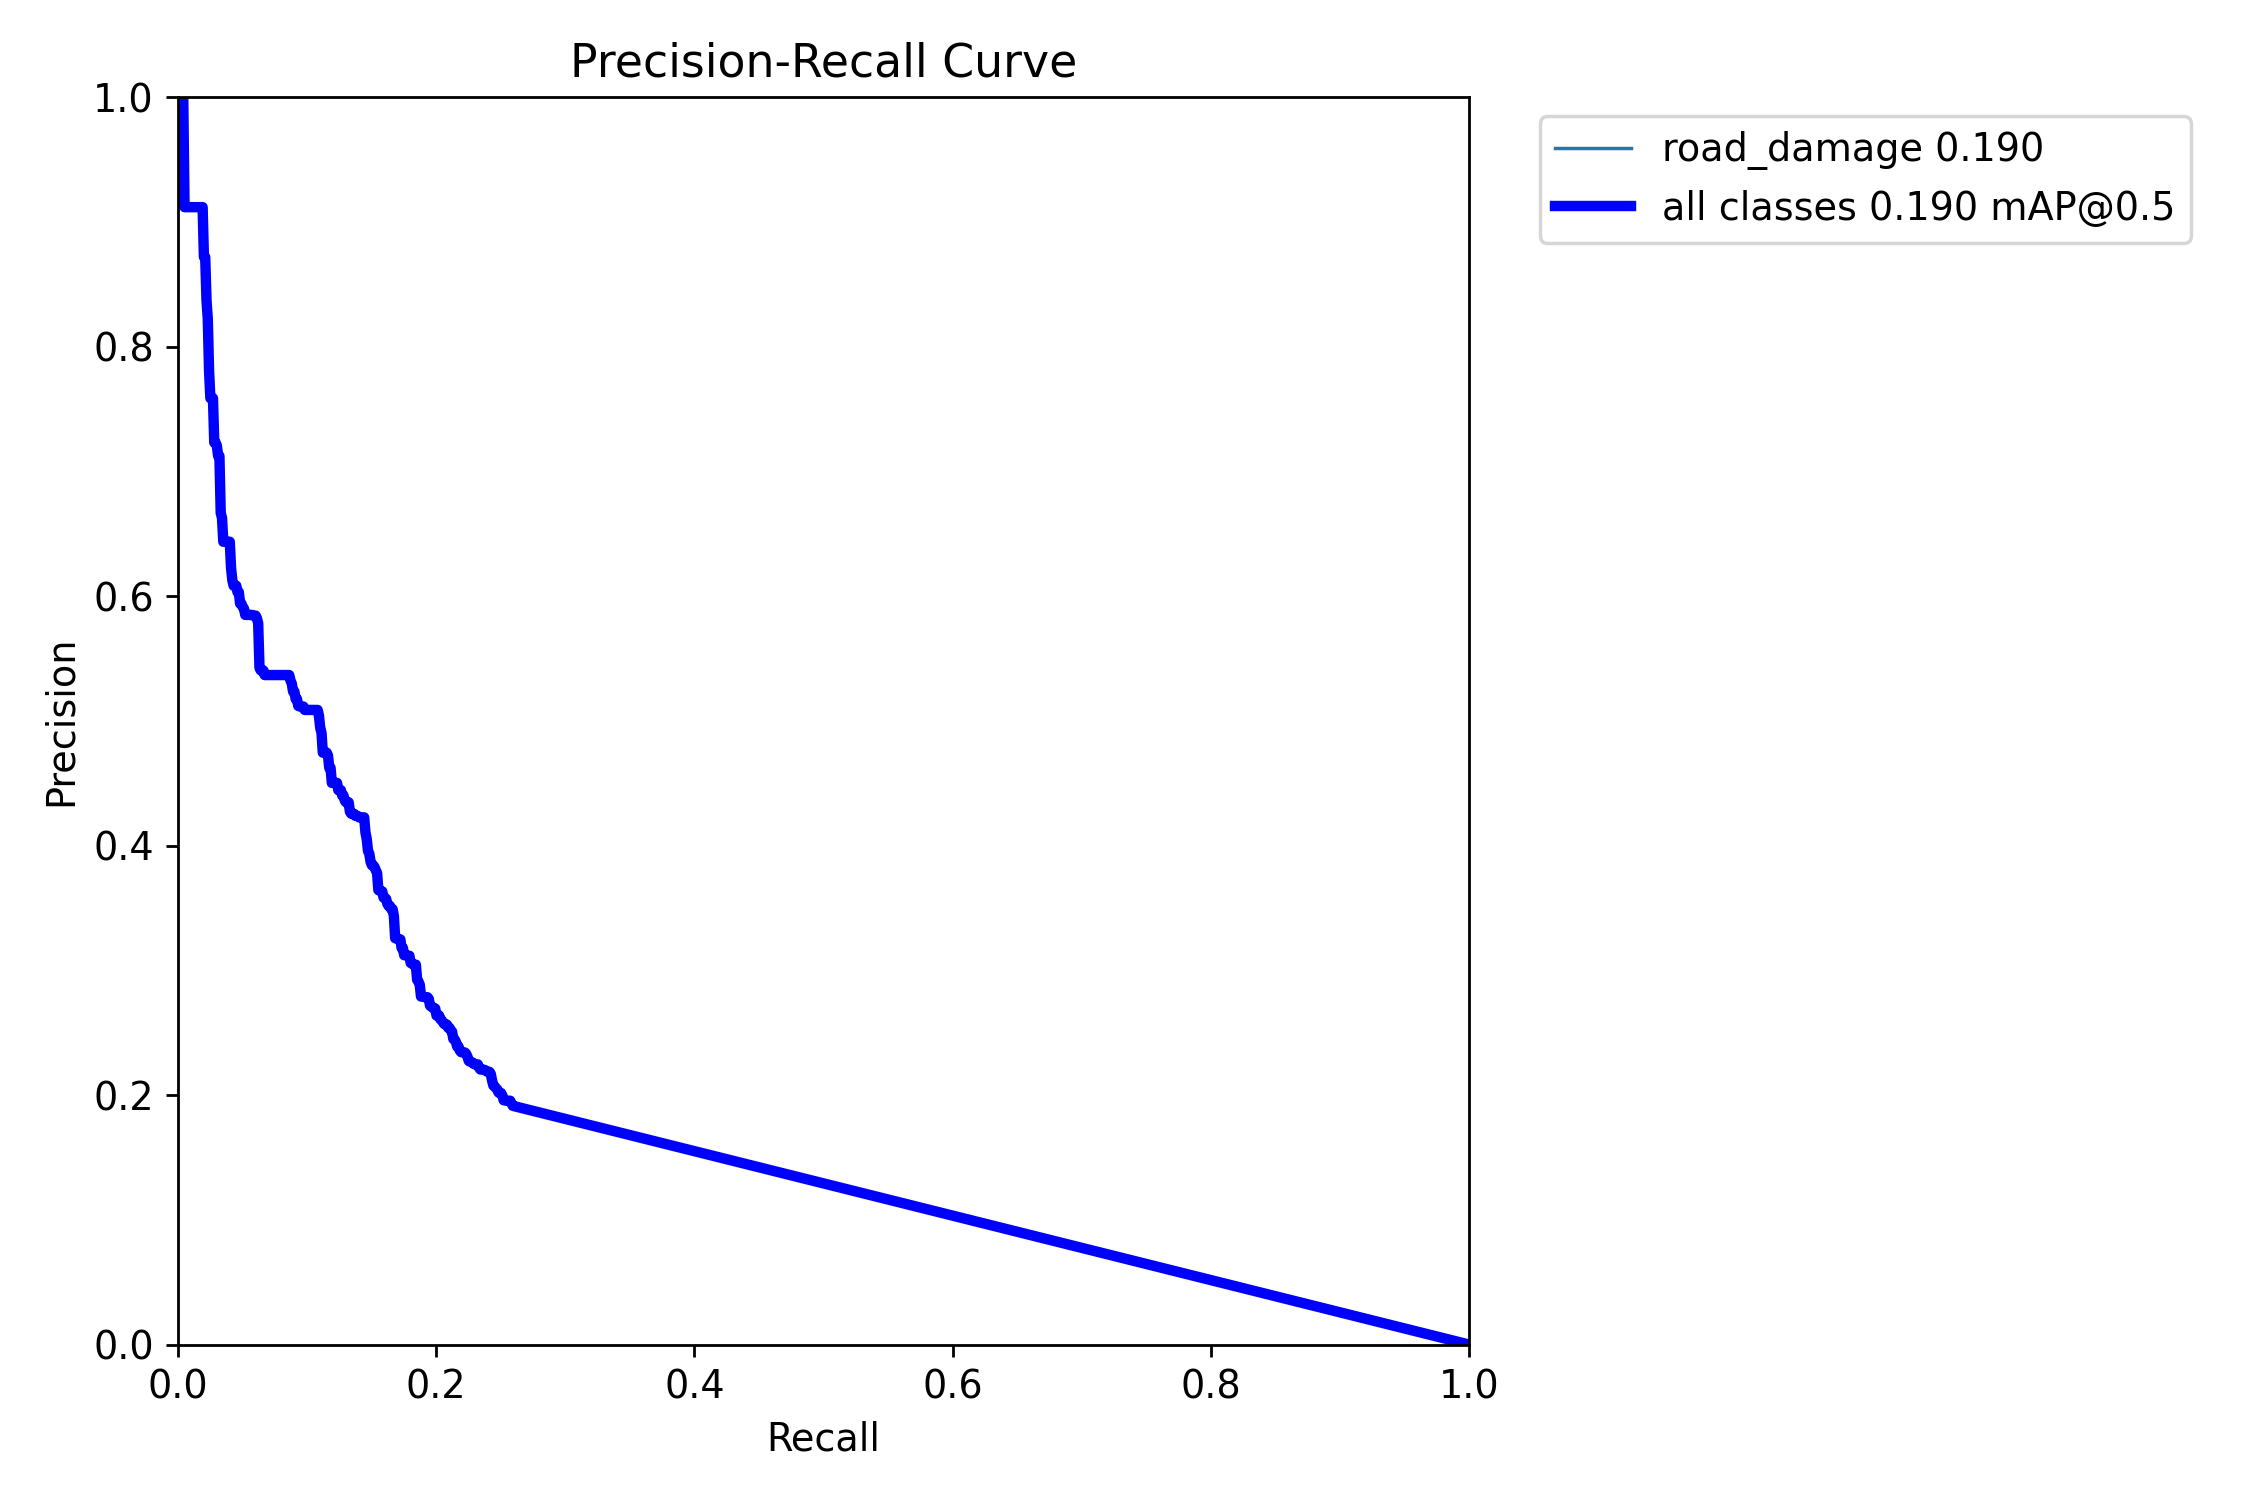 Precision-Recall Curve
1.0
0.8
0.6
0.4
0.2
0.0
Precision
0.0 0.2 0.4 0.6 0.8 1.0
Recall
road_damage 0.190
all classes 0.190 mAP@0.5